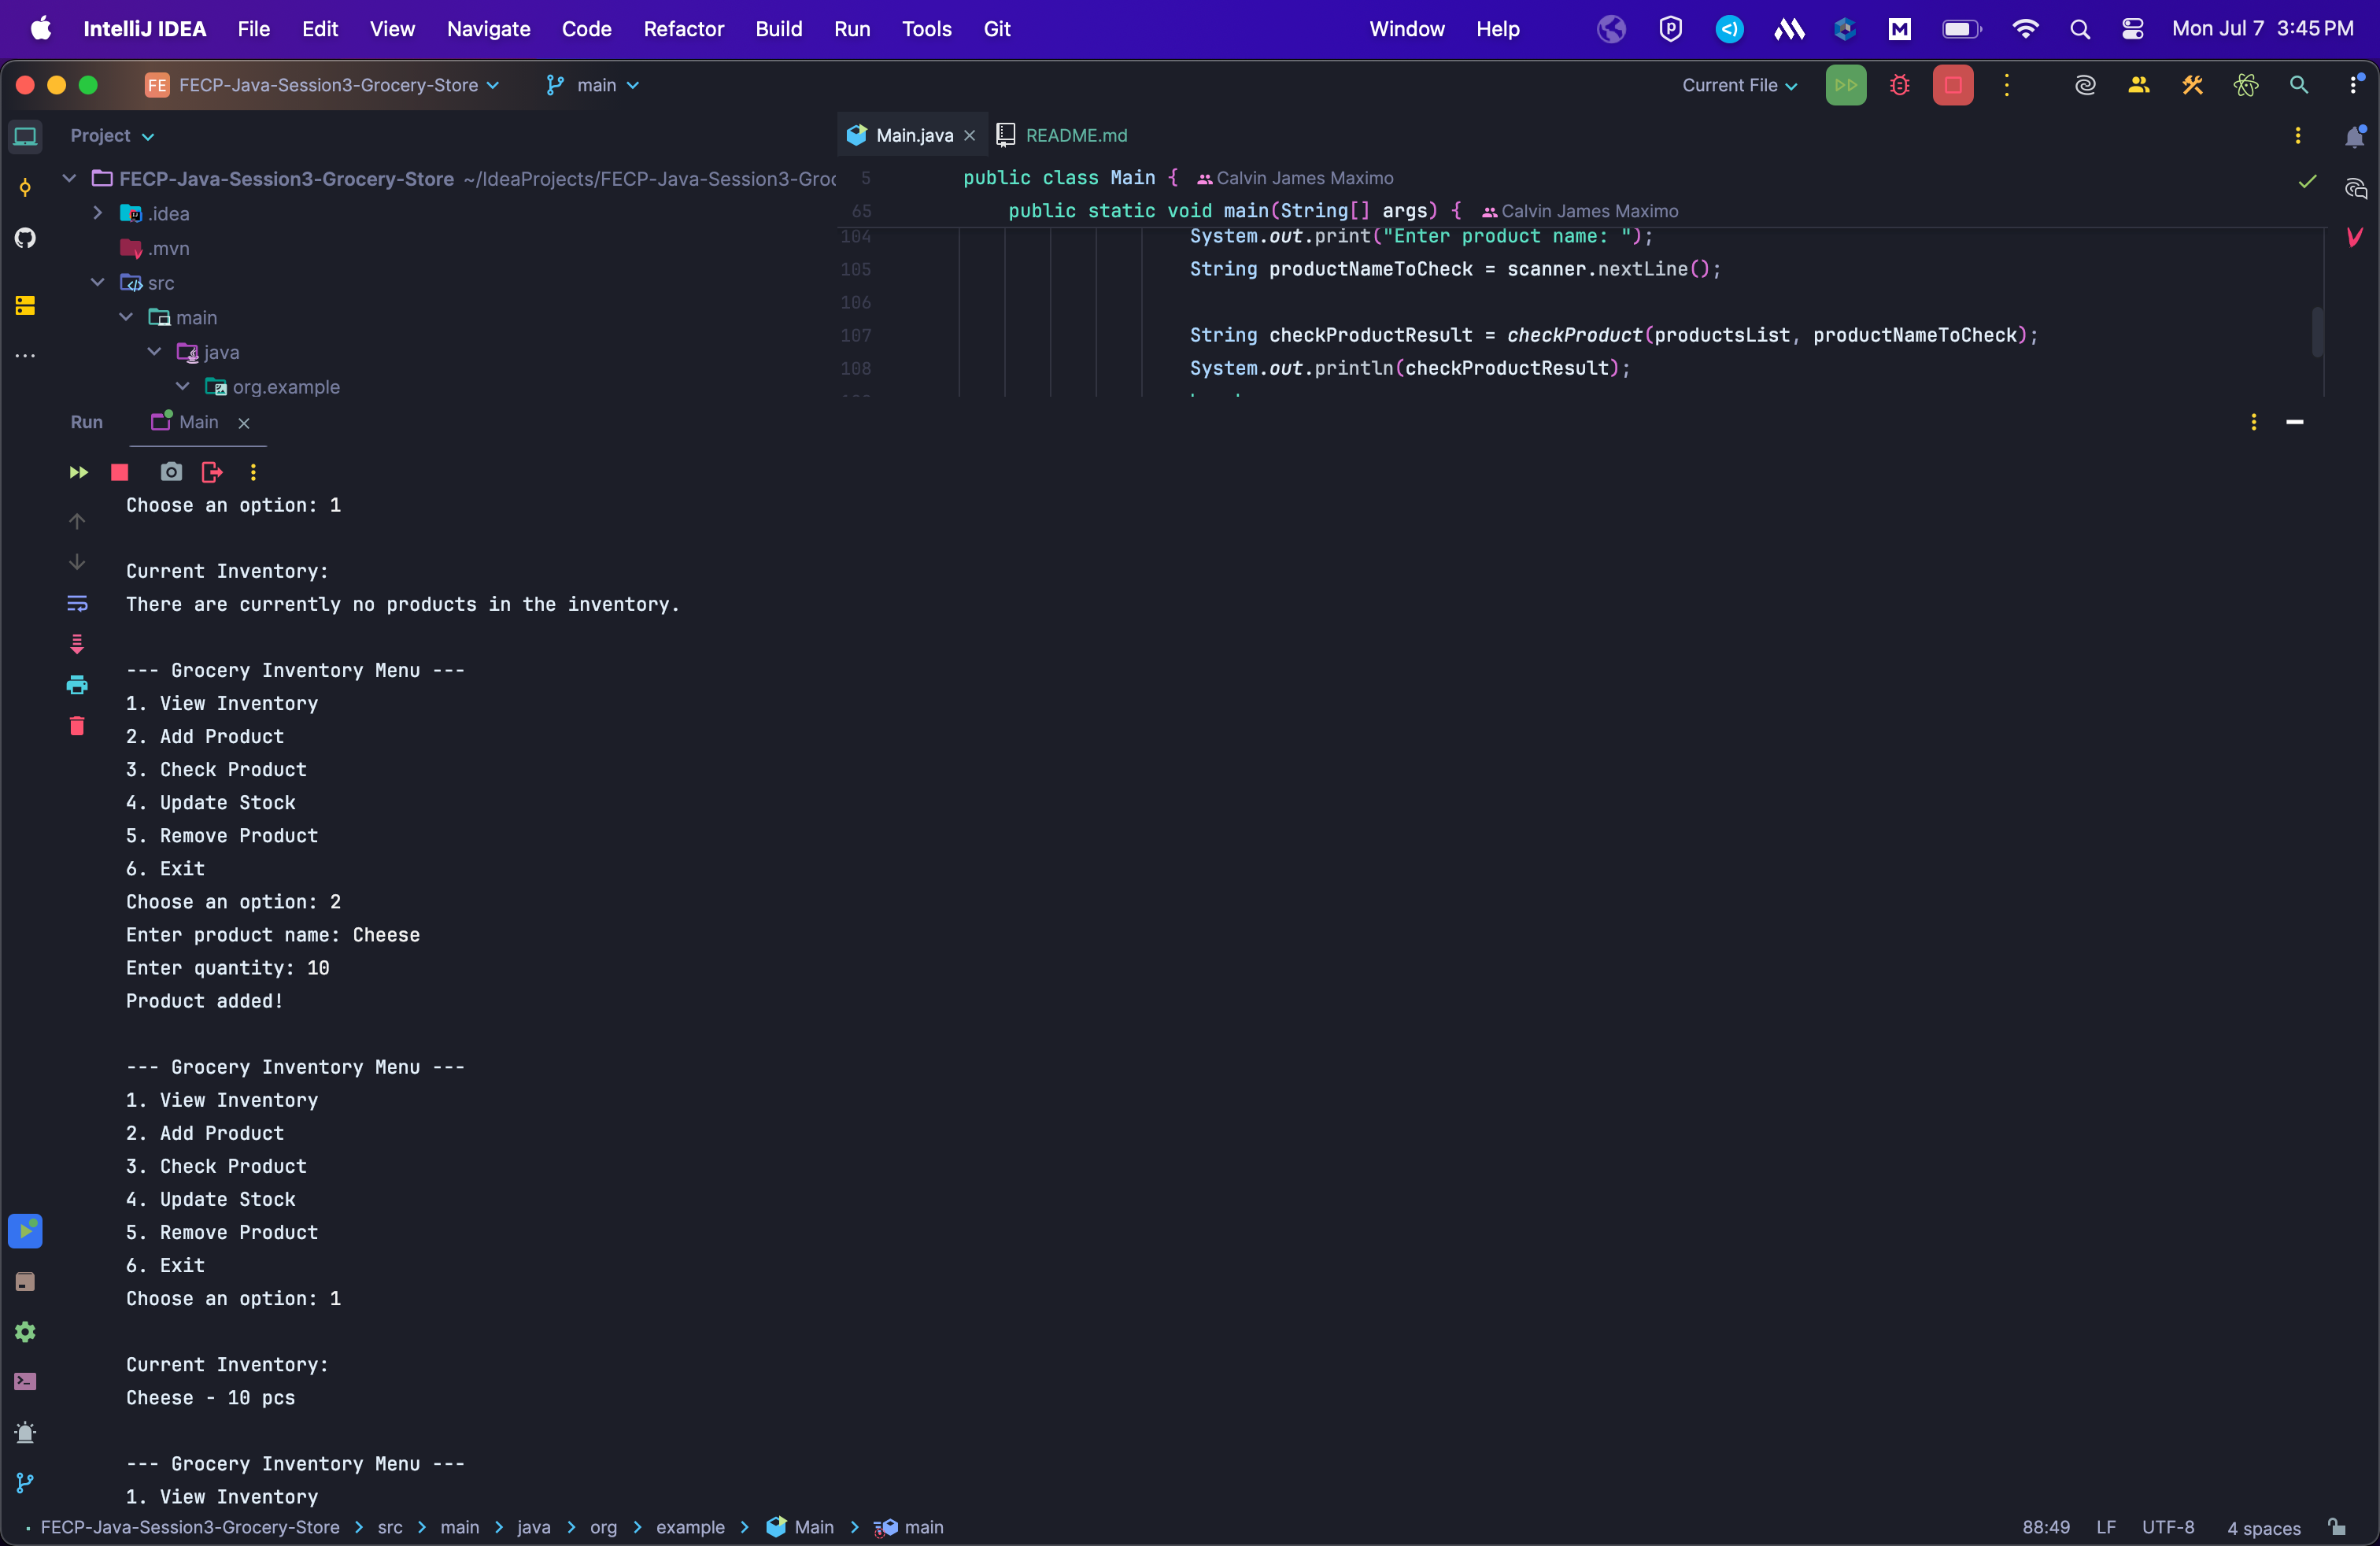 IntelliJ IDEA File Edit View Navigate Code Refactor Build Run Tools Git Window Help Mon Jul 7 3:45 PM
FE FECP-Java-Session3-Grocery-Store main Current File
Project
Main.java README.md
FECP-Java-Session3-Grocery-Store ~/IdeaProjects/FECP-Java-Session3-Groc
.idea
.mvn
src
main
java
org.example
5 public class Main { Calvin James Maximo
65 public static void main(String[] args) { Calvin James Maximo
104 System.out.print("Enter product name: ");
105 String productNameToCheck = scanner.nextLine();
106
107 String checkProductResult = checkProduct(productsList, productNameToCheck);
108 System.out.println(checkProductResult);
Run Main
Choose an option: 1
Current Inventory:
There are currently no products in the inventory.
--- Grocery Inventory Menu ---
1. View Inventory
2. Add Product
3. Check Product
4. Update Stock
5. Remove Product
6. Exit
Choose an option: 2
Enter product name: Cheese
Enter quantity: 10
Product added!
--- Grocery Inventory Menu ---
1. View Inventory
2. Add Product
3. Check Product
4. Update Stock
5. Remove Product
6. Exit
Choose an option: 1
Current Inventory:
Cheese - 10 pcs
--- Grocery Inventory Menu ---
1. View Inventory
FECP-Java-Session3-Grocery-Store > src > main > java > org > example > Main > main 88:49 LF UTF-8 4 spaces